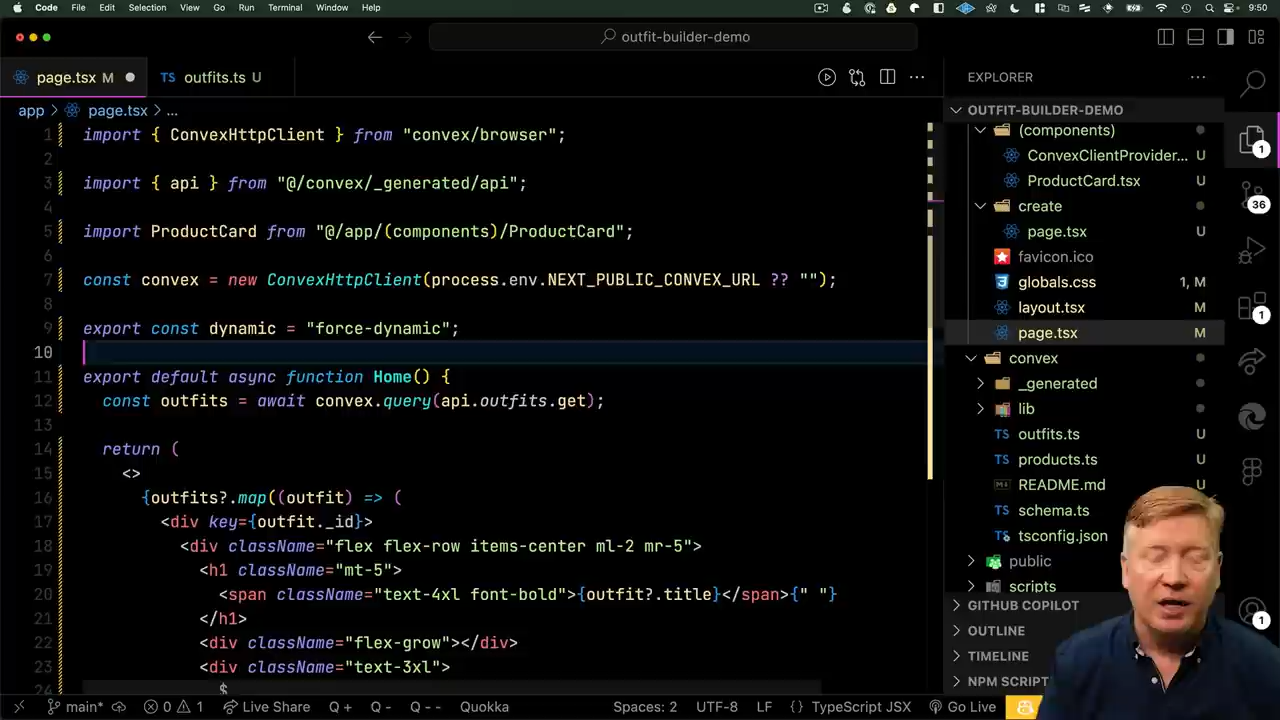 Code File Edit Selection View Go Run Terminal Window Help 9:50
outfit-builder-demo
page.tsx M
TS outfits.ts U
EXPLORER
app > page.tsx > ...
OUTFIT-BUILDER-DEMO
(components)
ConvexClientProvider... U
ProductCard.tsx U
create
page.tsx U
favicon.ico
globals.css 1, M
layout.tsx M
page.tsx M
convex
_generated
lib
TS outfits.ts U
TS products.ts U
README.md U
TS schema.ts U
tsconfig.json
public
scripts
GITHUB COPILOT
OUTLINE
TIMELINE
NPM SCRIPT
1
36
1
1
1 import { ConvexHttpClient } from "convex/browser";
2
3 import { api } from "@/convex/_generated/api";
4
5 import ProductCard from "@/app/(components)/ProductCard";
6
7 const convex = new ConvexHttpClient(process.env.NEXT_PUBLIC_CONVEX_URL ?? "");
8
9 export const dynamic = "force-dynamic";
10
11 export default async function Home() {
12 const outfits = await convex.query(api.outfits.get);
13
14 return (
15 <>
16 {outfits?.map((outfit) => (
17 <div key={outfit._id}>
18 <div className="flex flex-row items-center ml-2 mr-5">
19 <h1 className="mt-5">
20 <span className="text-4xl font-bold">{outfit?.title}</span>{" "}
21 </h1>
22 <div className="flex-grow"></div>
23 <div className="text-3xl">
24 $
main* 0 1 Live Share Q + Q - Q - - Quokka Spaces: 2 UTF-8 LF {} TypeScript JSX Go Live